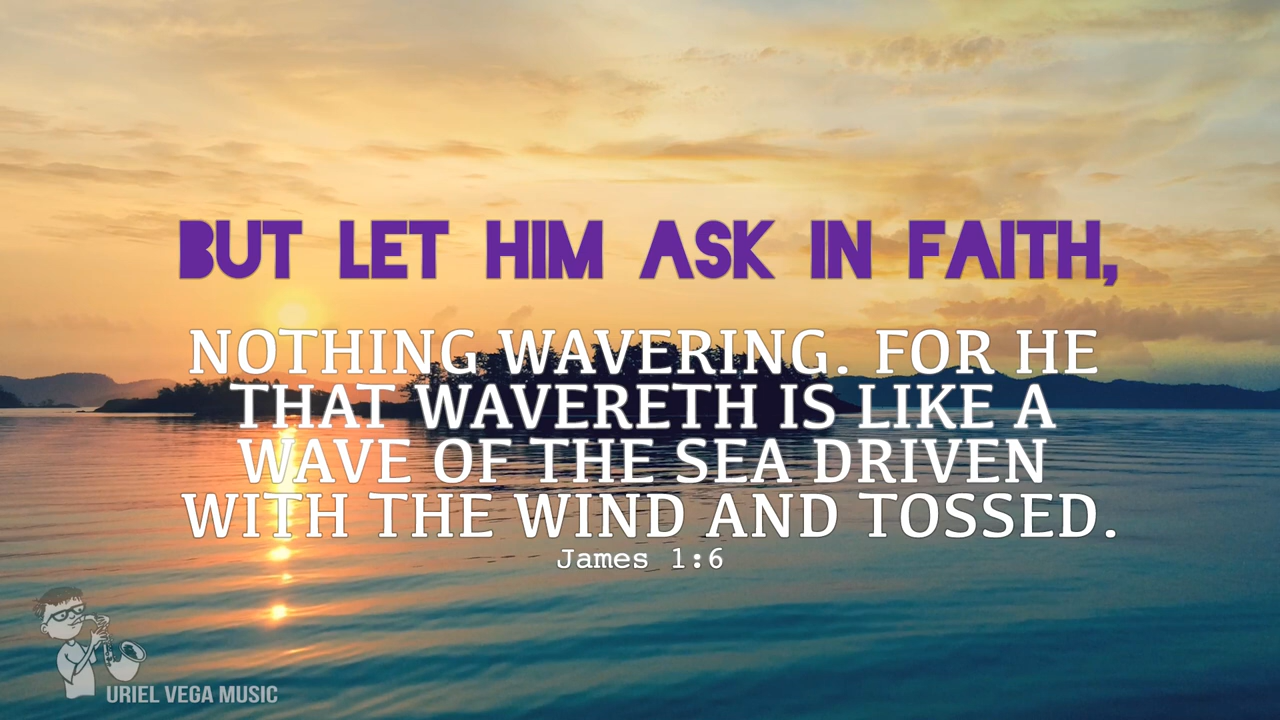 BUT LET HIM ASK IN FAITH,
NOTHING WAVERING. FOR HE
THAT WAVERETH IS LIKE A
WAVE OF THE SEA DRIVEN
WITH THE WIND AND TOSSED.
James 1:6
URIEL VEGA MUSIC